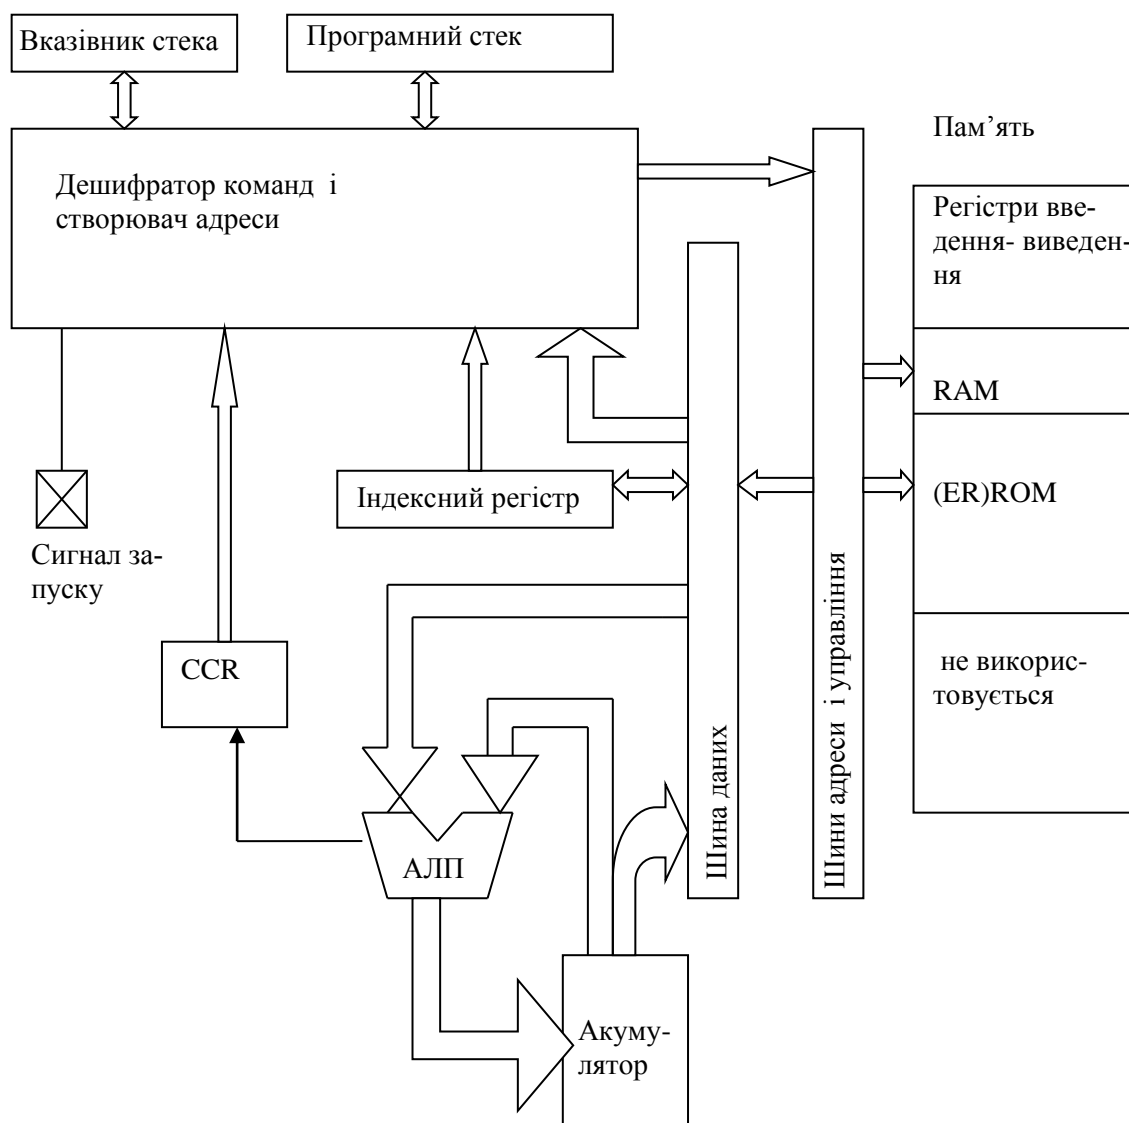 Вказівник стека
Програмний стек
Пам’ять
Дешифратор команд і
створювач адреси
Регістри вве-
дення- виведен-
ня
RAM
(ER)ROM
Індексний регістр
Сигнал за-
пуску
CCR
не викорис-
товується
Шина даних
Шини адреси і управління
АЛП
Акуму-
лятор